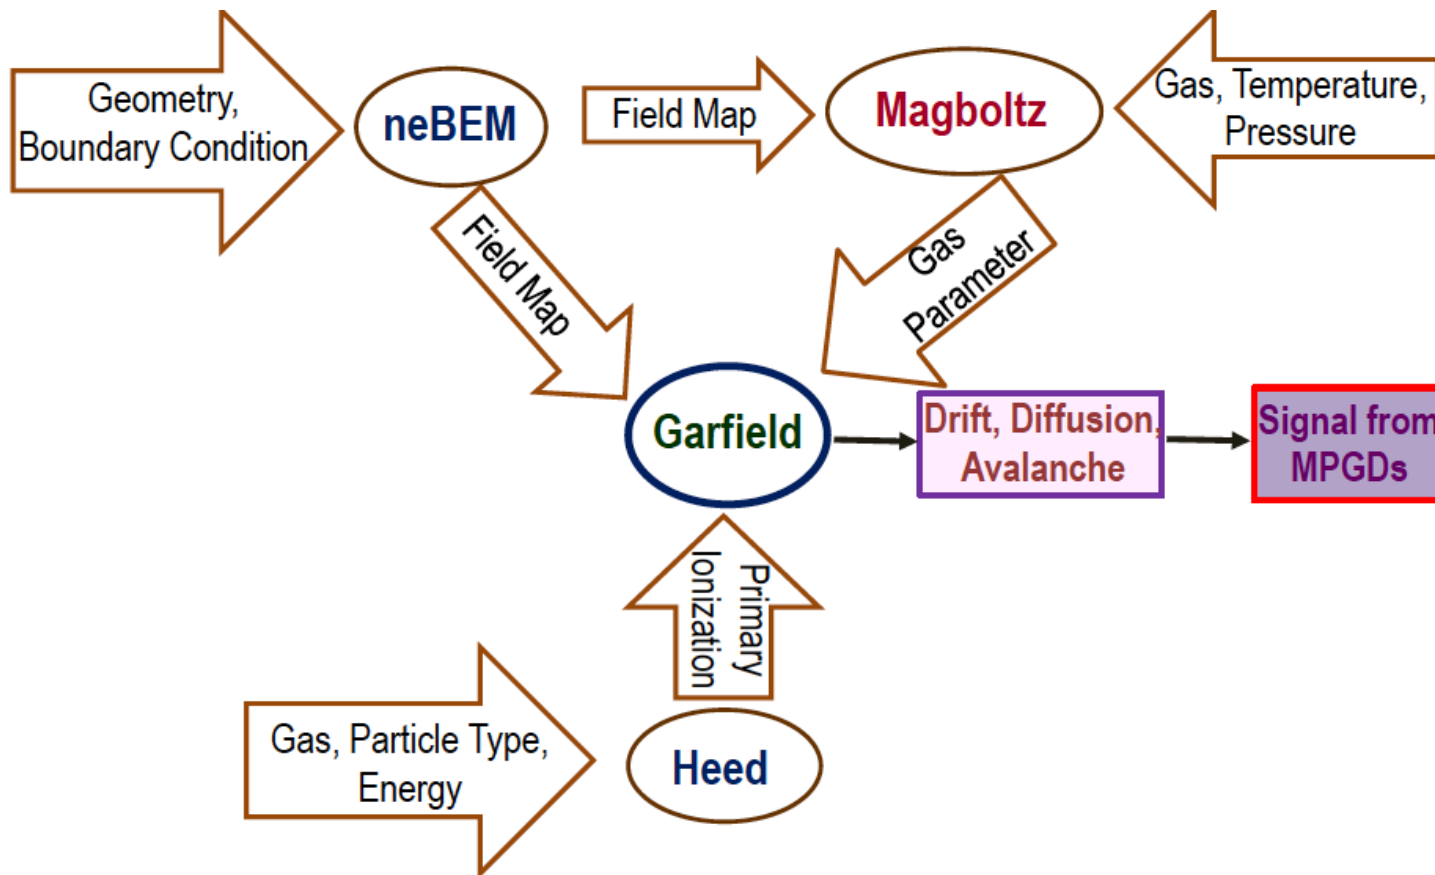 Geometry,
Boundary Condition
neBEM
Field Map
Magboltz
Gas, Temperature,
Pressure
Field Map
Gas
Parameter
Garfield
Drift, Diffusion,
Avalanche
Signal from
MPGDs
Primary
Ionization
Gas, Particle Type,
Energy
Heed